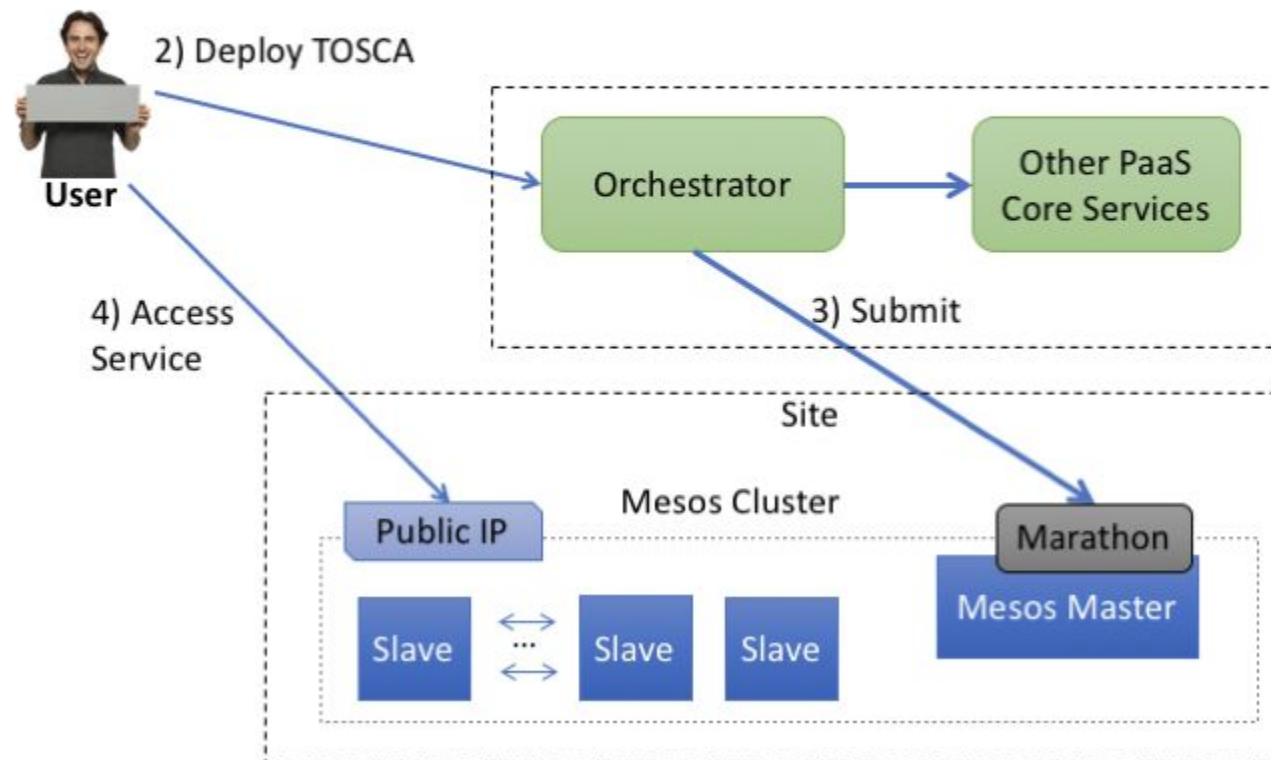 2) Deploy TOSCA
User
Orchestrator
Other PaaS
Core Services
4) Access
Service
3) Submit
Site
Mesos Cluster
Public IP
Marathon
Mesos Master
Slave
...
Slave
Slave